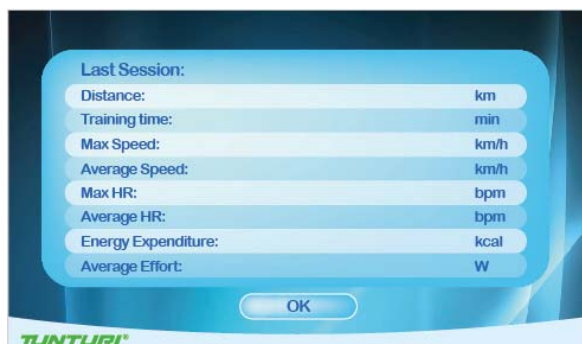 Last Session:
Distance: km
Training time: min
Max Speed: km/h
Average Speed: km/h
Max HR: bpm
Average HR: bpm
Energy Expenditure: kcal
Average Effort: W
OK
TUNTURI®